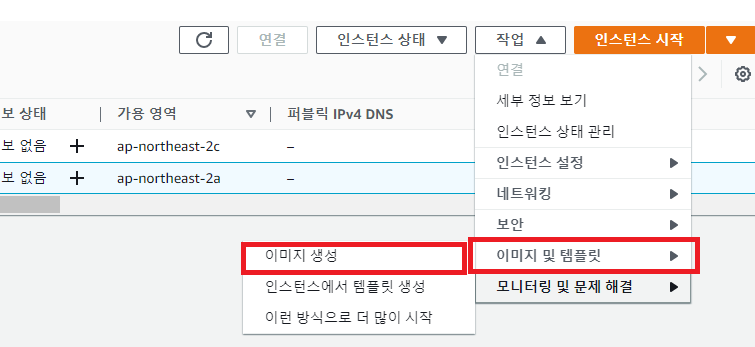 연결 인스턴스 상태 작업 인스턴스 시작
연결
보 상태 가용 영역 퍼블릭 IPv4 DNS
세부 정보 보기
인스턴스 상태 관리
보 없음 ap-northeast-2c –
인스턴스 설정
보 없음 ap-northeast-2a –
네트워킹
보안
이미지 및 템플릿
이미지 생성
모니터링 및 문제 해결
인스턴스에서 템플릿 생성
이런 방식으로 더 많이 시작